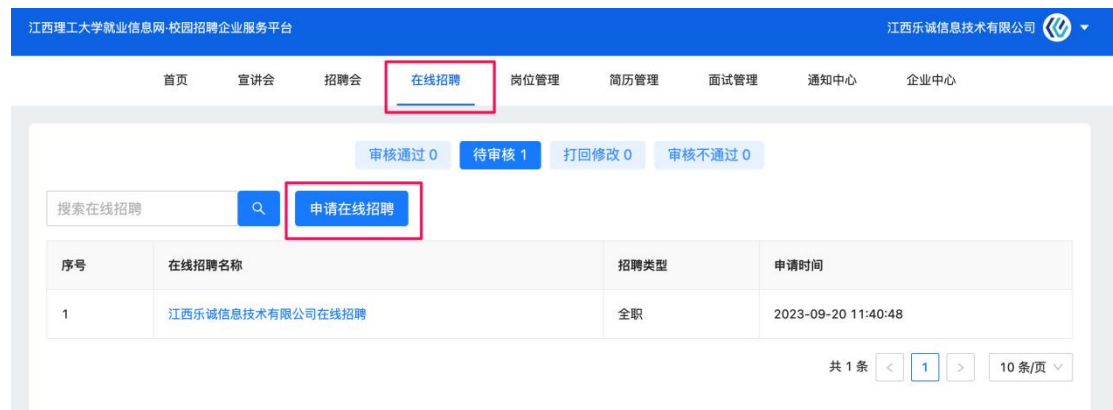 江西理工大学就业信息网-校园招聘企业服务平台 江西乐诚信息技术有限公司
首页 宣讲会 招聘会 在线招聘 岗位管理 简历管理 面试管理 通知中心 企业中心
审核通过 0 待审核 1 打回修改 0 审核不通过 0
搜索在线招聘 申请在线招聘
序号 在线招聘名称 招聘类型 申请时间
1 江西乐诚信息技术有限公司在线招聘 全职 2023-09-20 11:40:48
共 1 条 < 1 > 10 条/页